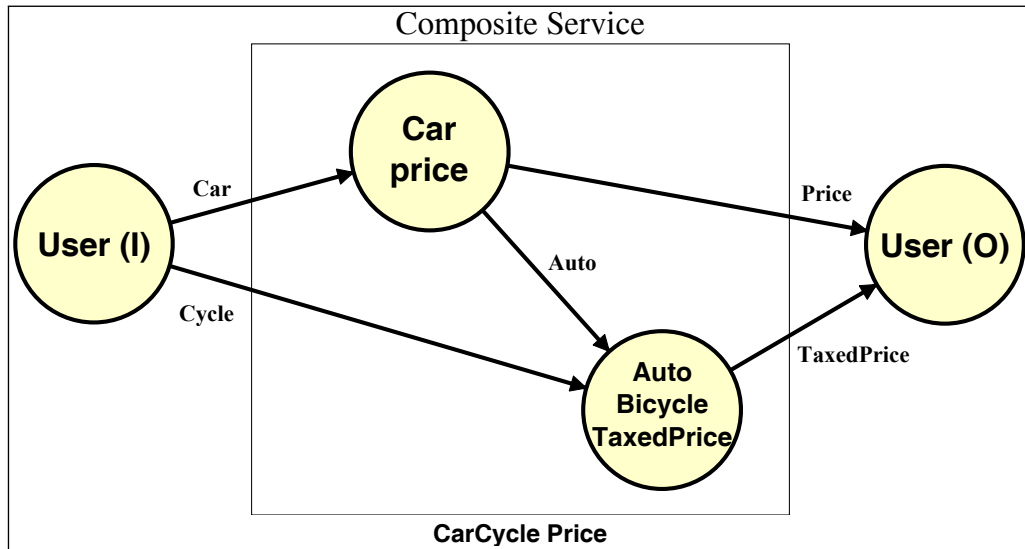 Composite Service
Car
price
Car
Price
User (I)
User (O)
Auto
Cycle
TaxedPrice
Auto
Bicycle
TaxedPrice
CarCycle Price